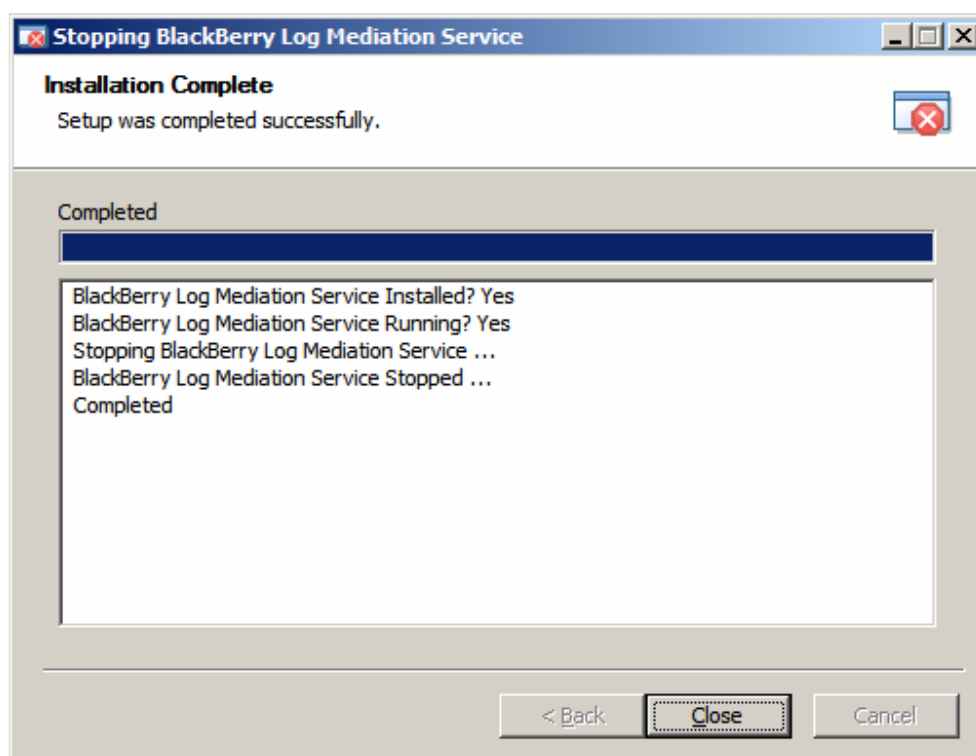 Stopping BlackBerry Log Mediation Service
Installation Complete
Setup was completed successfully.
Completed
BlackBerry Log Mediation Service Installed? Yes
BlackBerry Log Mediation Service Running? Yes
Stopping BlackBerry Log Mediation Service ...
BlackBerry Log Mediation Service Stopped ...
Completed
< Back Close Cancel